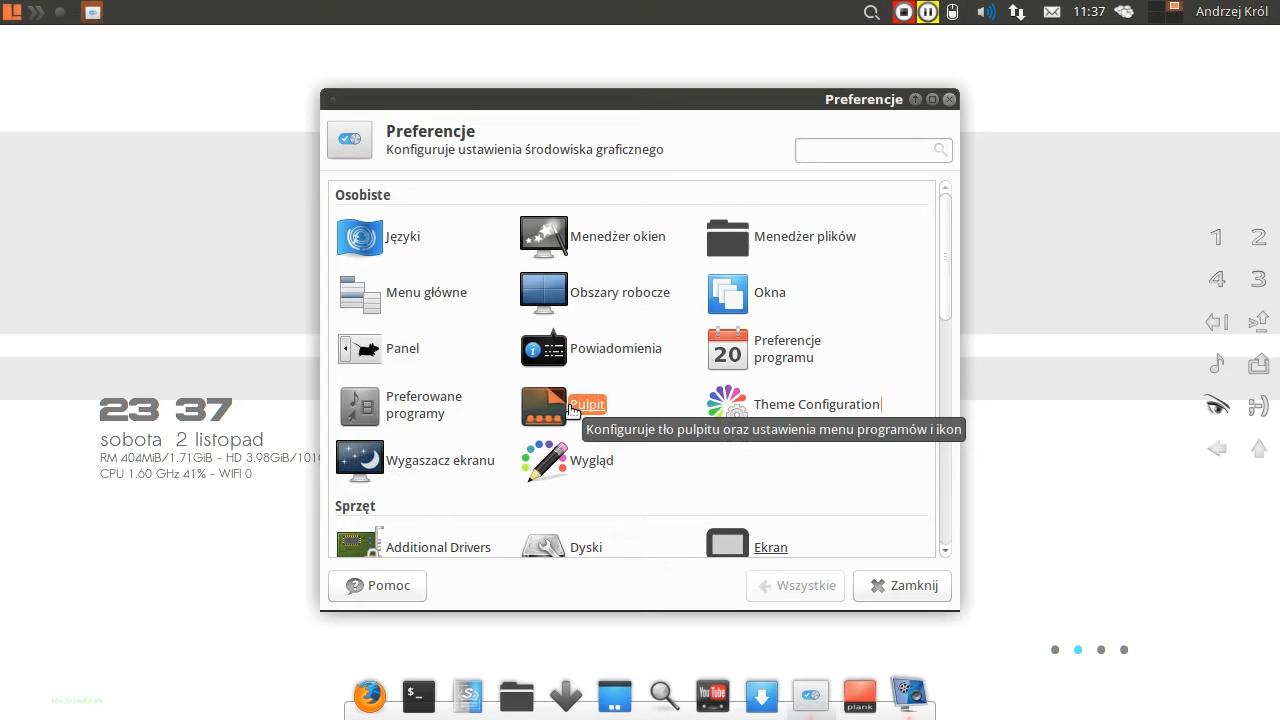 11:37
Andrzej Król
Preferencje
Preferencje
Konfiguruje ustawienia środowiska graficznego
Osobiste
Języki
Menedżer okien
Menedżer plików
Menu główne
Obszary robocze
Okna
Panel
Powiadomienia
20
Preferencje
programu
Preferowane
programy
Pulpit
Theme Configuration
Konfiguruje tło pulpitu oraz ustawienia menu programów i ikon
Wygaszacz ekranu
Wygląd
Sprzęt
Additional Drivers
Dyski
Ekran
Pomoc
Wszystkie
Zamknij
23 37
sobota 2 listopad
RM 404MiB/1.71GiB - HD 3.98GiB/101
CPU 1.60 GHz 41% - WIFI 0
1 2
4 3
$_
You Tube
plank